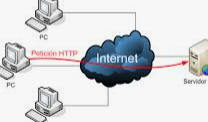 PC
Petición HTTP
Internet
PC
Servidor